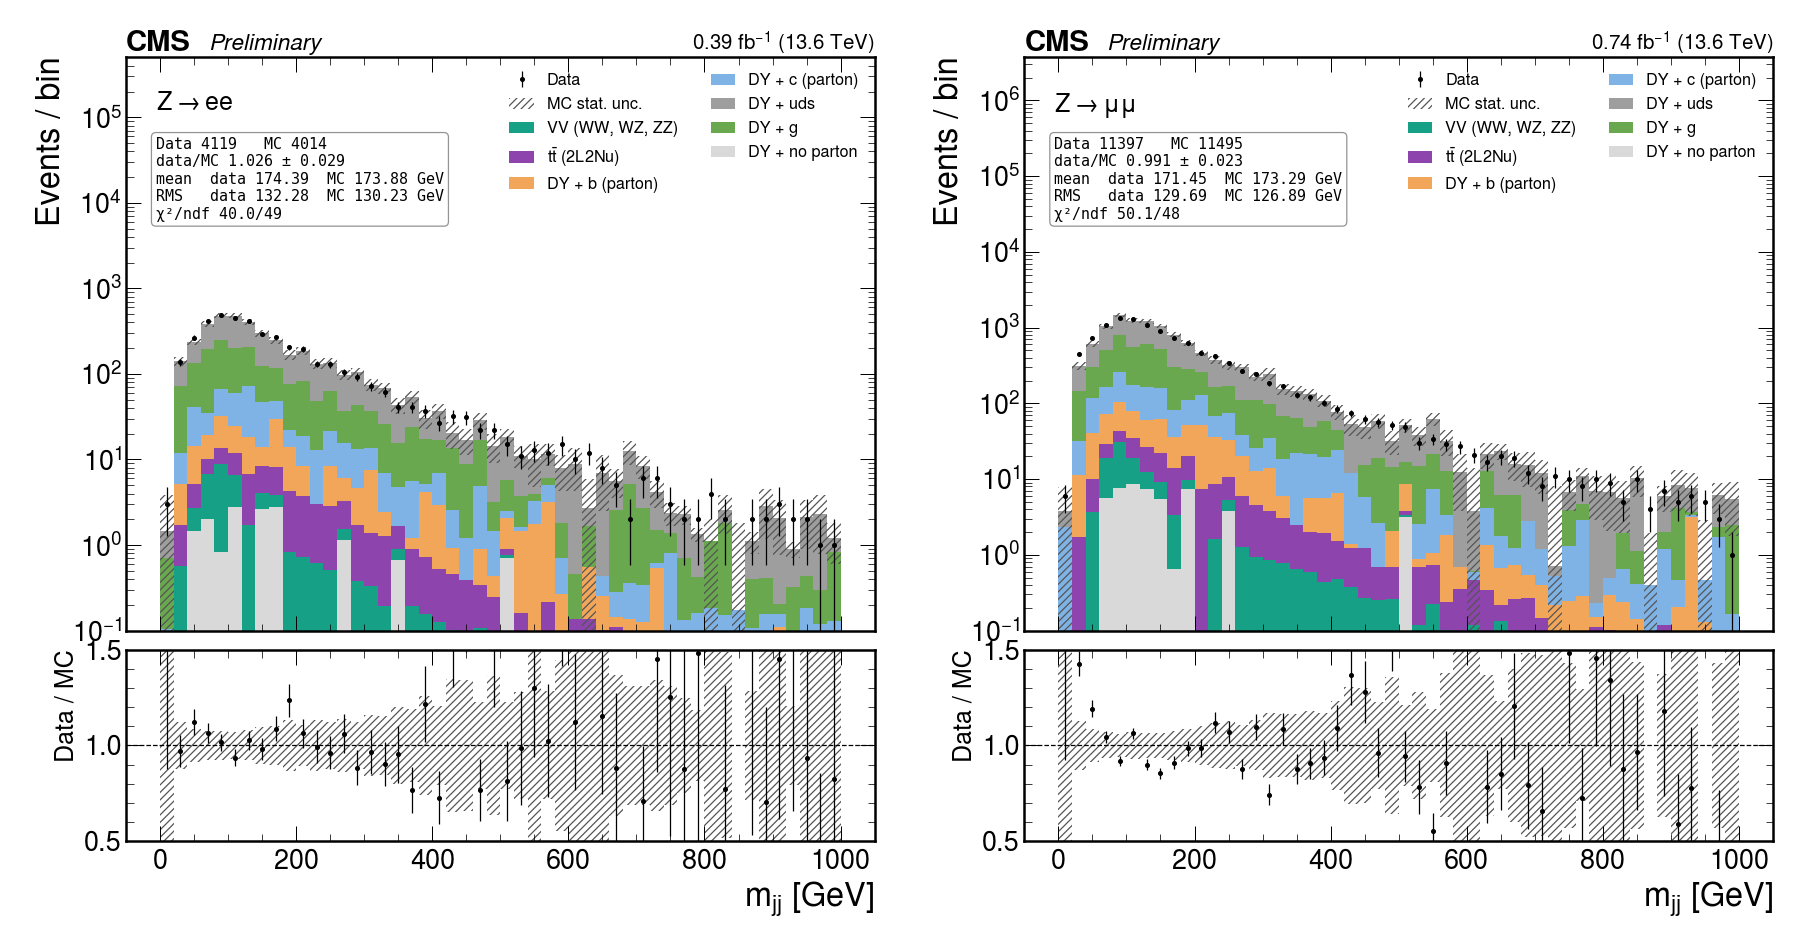 CMS Preliminary 0.39 fb⁻¹ (13.6 TeV)
Events / bin
Z → ee
Data 4119   MC 4014
data/MC 1.026 ± 0.029
mean  data 174.39  MC 173.88 GeV
RMS   data 132.28  MC 130.23 GeV
χ²/ndf 40.0/49
Data
MC stat. unc.
VV (WW, WZ, ZZ)
tt̄ (2L2Nu)
DY + b (parton)
DY + c (parton)
DY + uds
DY + g
DY + no parton
10⁵
10⁴
10³
10²
10¹
10⁰
10⁻¹
Data / MC
1.5
1.0
0.5
0 200 400 600 800 1000
m_jj [GeV]
CMS Preliminary 0.74 fb⁻¹ (13.6 TeV)
Events / bin
Z → μμ
Data 11397   MC 11495
data/MC 0.991 ± 0.023
mean  data 171.45  MC 173.29 GeV
RMS   data 129.69  MC 126.89 GeV
χ²/ndf 50.1/48
Data
MC stat. unc.
VV (WW, WZ, ZZ)
tt̄ (2L2Nu)
DY + b (parton)
DY + c (parton)
DY + uds
DY + g
DY + no parton
10⁶
10⁵
10⁴
10³
10²
10¹
10⁰
10⁻¹
Data / MC
1.5
1.0
0.5
0 200 400 600 800 1000
m_jj [GeV]